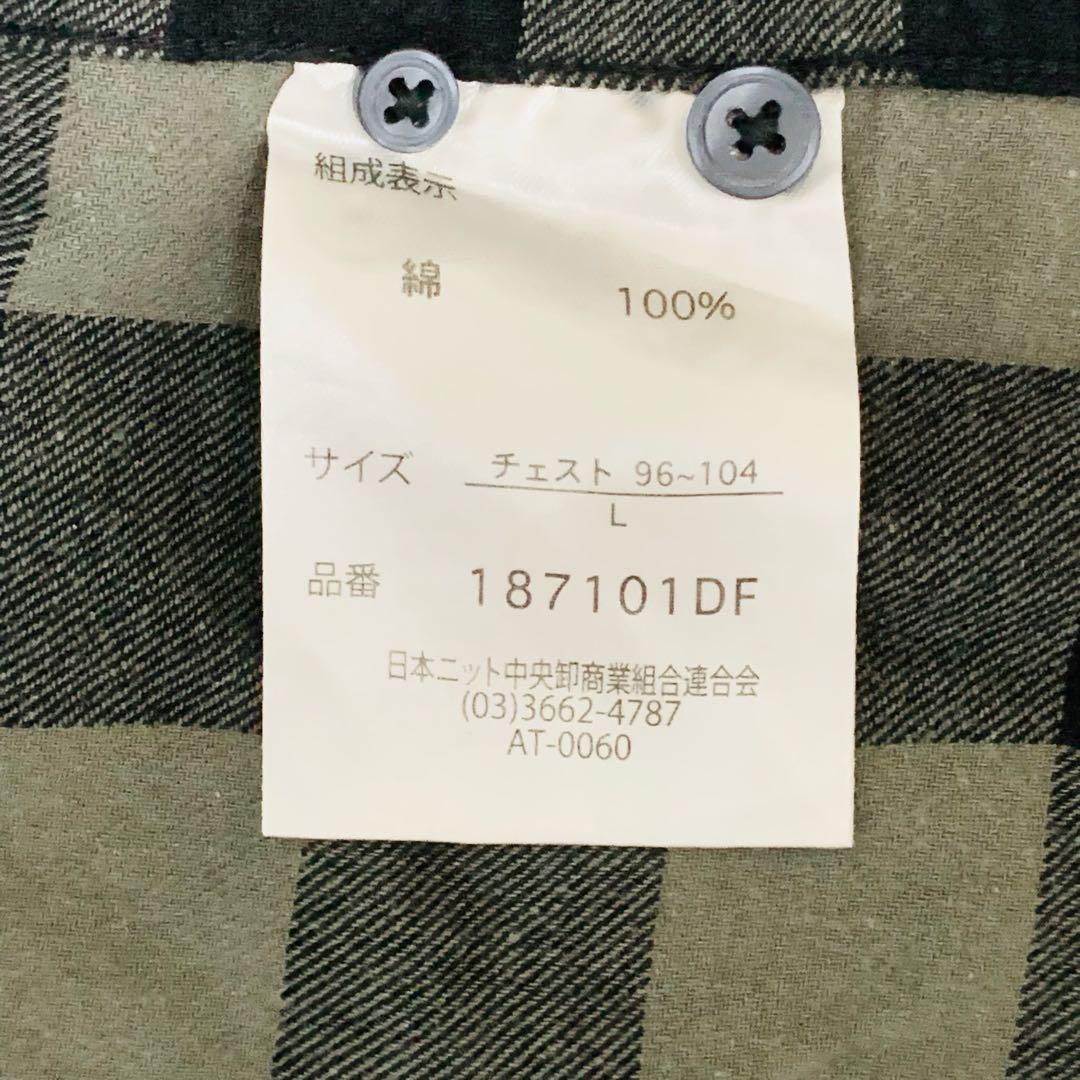 組成表示
綿 100%
サイズ チェスト 96~104
L
品番 187101DF
日本ニット中央卸商業組合連合会
(03)3662-4787
AT-0060